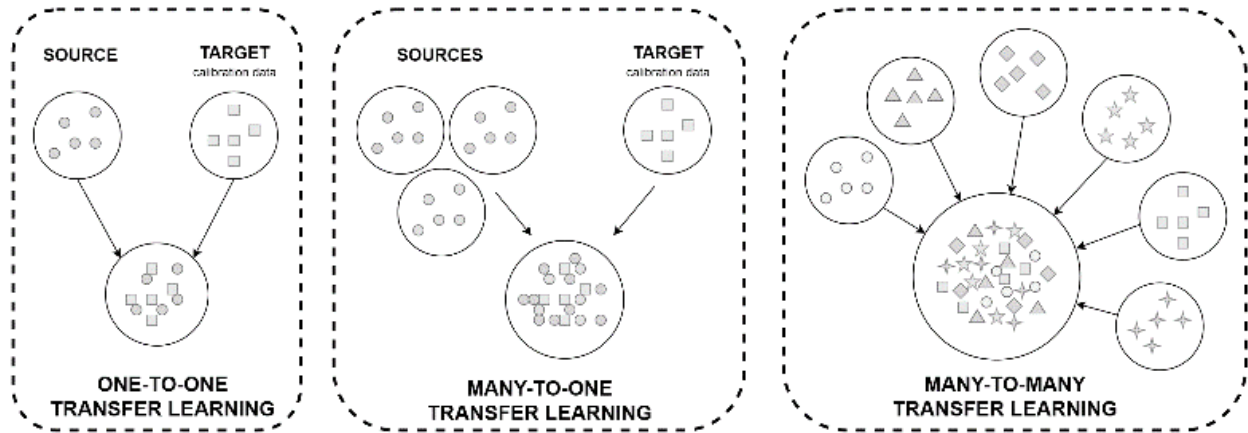 SOURCE
TARGET
calibration data
ONE-TO-ONE
TRANSFER LEARNING
SOURCES
TARGET
calibration data
MANY-TO-ONE
TRANSFER LEARNING
MANY-TO-MANY
TRANSFER LEARNING